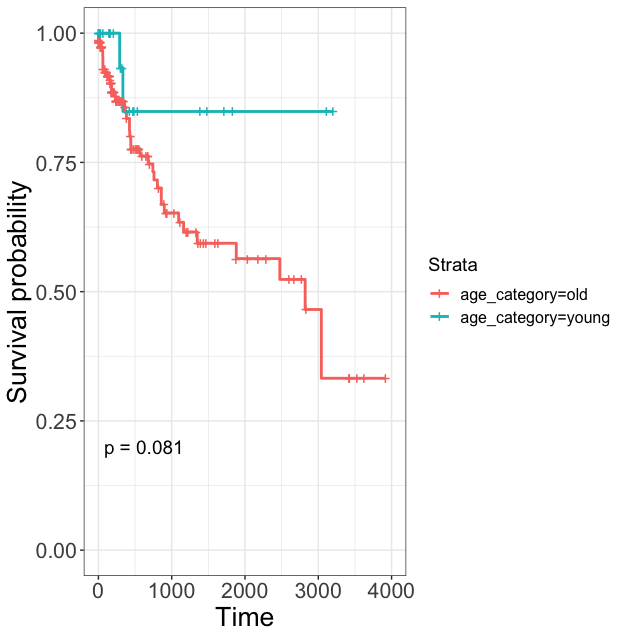 1.00
0.75
0.50
0.25
0.00
Survival probability
p = 0.081
0 1000 2000 3000 4000
Time
Strata
age_category=old
age_category=young